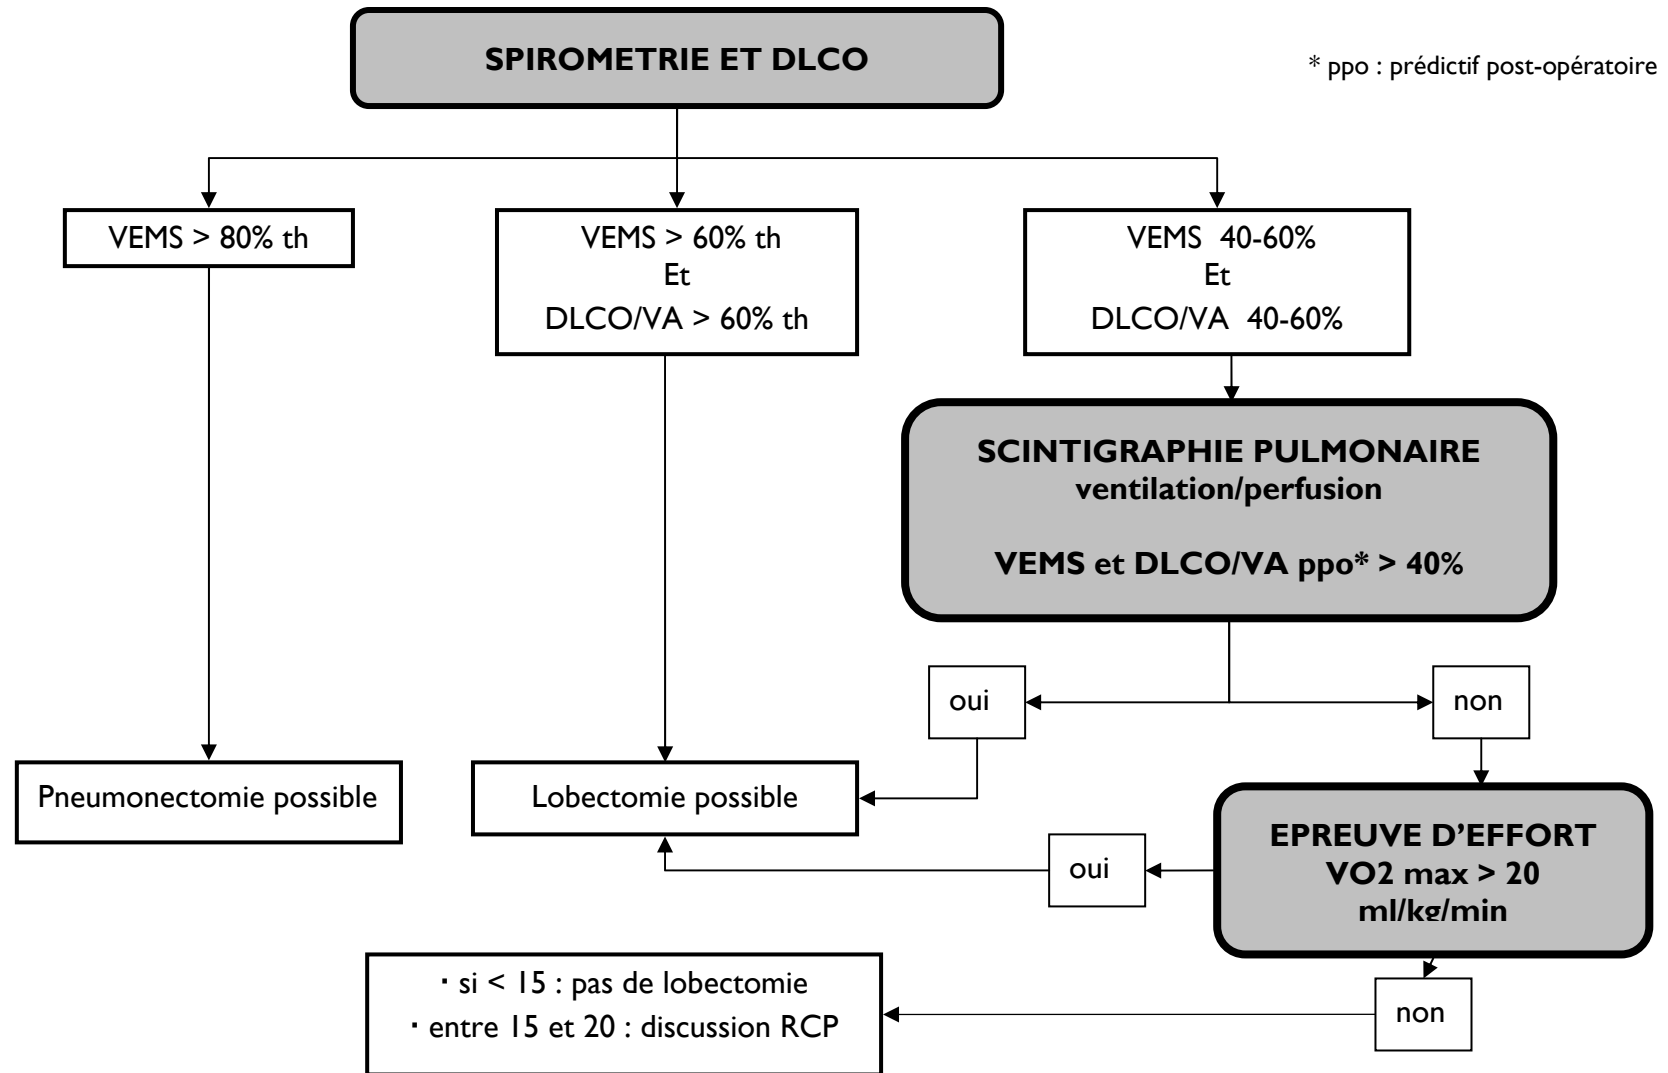 SPIROMETRIE ET DLCO
* ppo : prédictif post-opératoire
VEMS > 80% th
VEMS > 60% th
Et
DLCO/VA > 60% th
VEMS 40-60%
Et
DLCO/VA 40-60%
SCINTIGRAPHIE PULMONAIRE
ventilation/perfusion
VEMS et DLCO/VA ppo* > 40%
oui
non
Pneumonectomie possible
Lobectomie possible
EPREUVE D’EFFORT
VO2 max > 20
ml/kg/min
oui
· si < 15 : pas de lobectomie
· entre 15 et 20 : discussion RCP
non